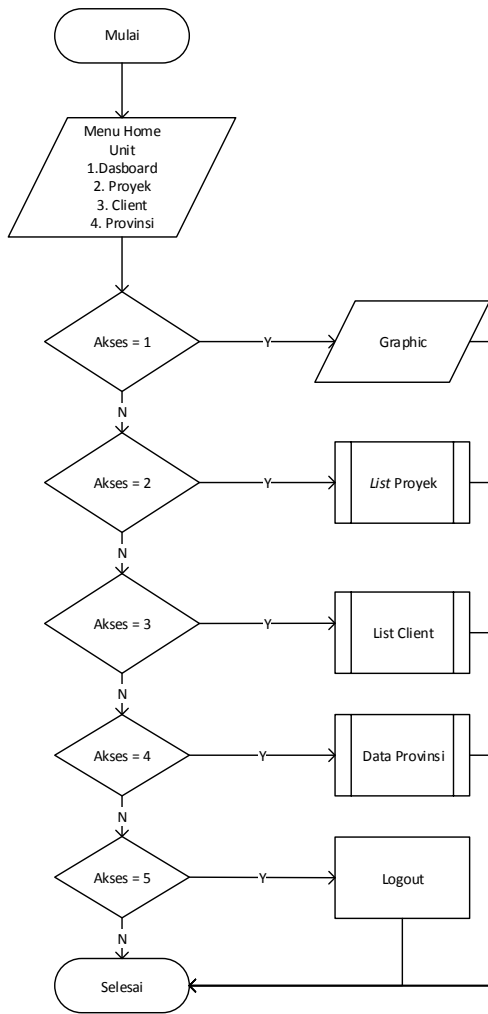 Mulai
Menu Home
Unit
1.Dasboard
2. Proyek
3. Client
4. Provinsi
Akses = 1
Y
Graphic
N
Akses = 2
Y
List Proyek
N
Akses = 3
Y
List Client
N
Akses = 4
Y
Data Provinsi
N
Akses = 5
Y
Logout
N
Selesai